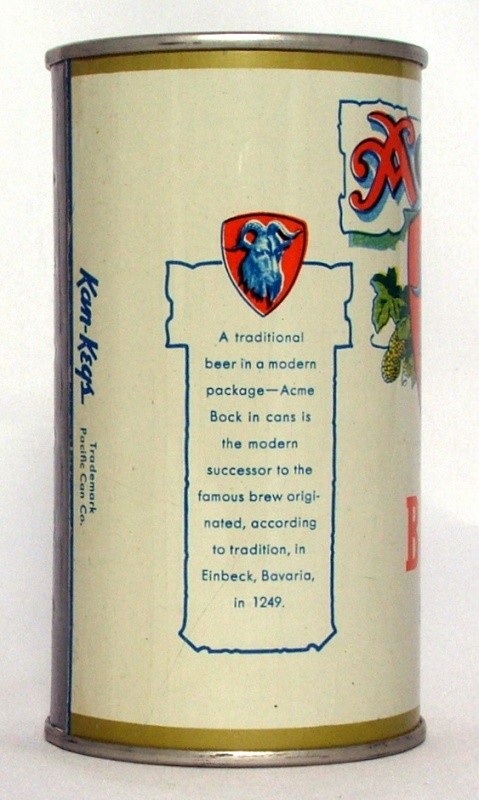 A traditional
beer in a modern
package—Acme
Bock in cans is
the modern
successor to the
famous brew origi-
nated, according
to tradition, in
Einbeck, Bavaria,
in 1249.
Kan-Kegs
Trademark
Pacific Can Co.